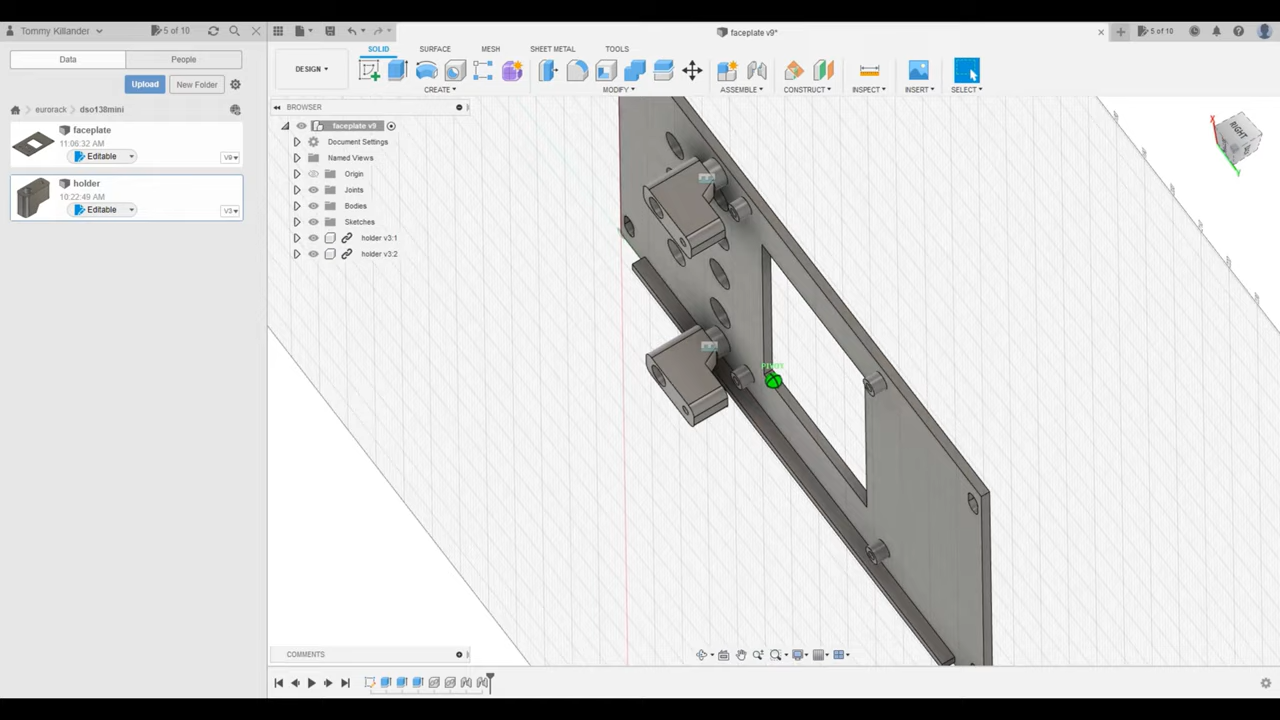 Tommy Killander
5 of 10
faceplate v9*
5 of 10
Data
People
Upload
New Folder
eurorack
dso138mini
faceplate
11:06:32 AM
Editable
V9
holder
10:22:49 AM
Editable
V3
DESIGN
SOLID
SURFACE
MESH
SHEET METAL
TOOLS
CREATE
MODIFY
ASSEMBLE
CONSTRUCT
INSPECT
INSERT
SELECT
BROWSER
faceplate v9
Document Settings
Named Views
Origin
Joints
Bodies
Sketches
holder v3:1
holder v3:2
RIGHT
X
Y
COMMENTS